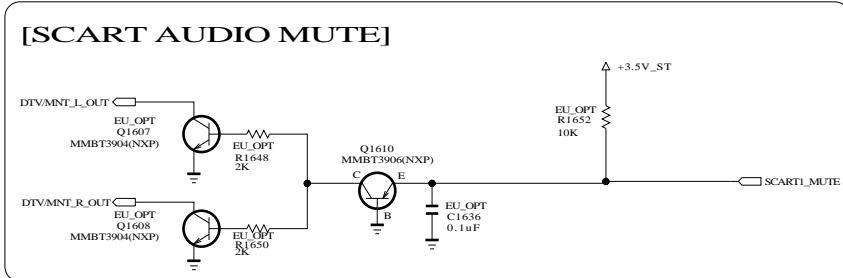 [SCART AUDIO MUTE]
+3.5V_ST
DTV/MNT_L_OUT
EU_OPT
Q1607
MMBT3904(NXP)
EU_OPT
R1648
2K
Q1610
MMBT3906(NXP)
C
E
B
EU_OPT
R1652
10K
SCART1_MUTE
EU_OPT
C1636
0.1uF
DTV/MNT_R_OUT
EU_OPT
Q1608
MMBT3904(NXP)
EU_OPT
R1650
2K